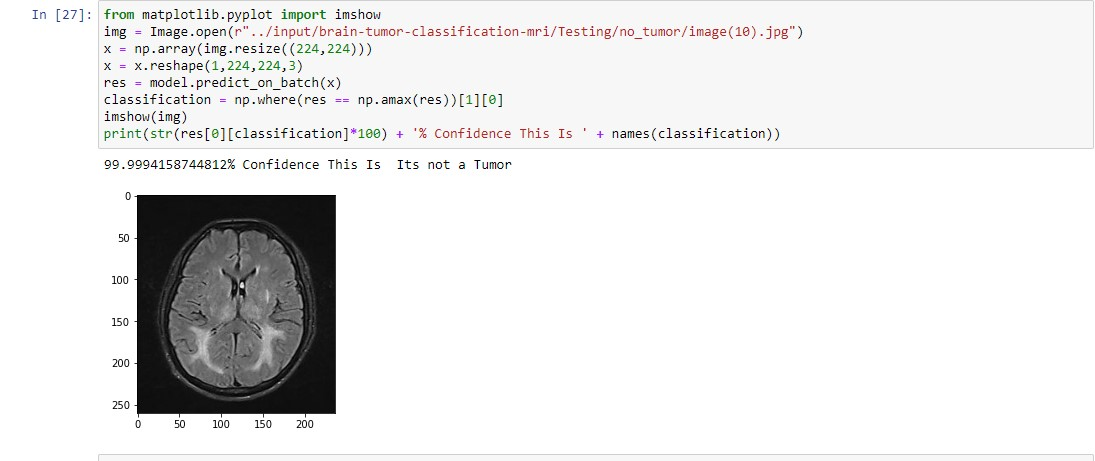 In [27]:
from matplotlib.pyplot import imshow
img = Image.open(r"../input/brain-tumor-classification-mri/Testing/no_tumor/image(10).jpg")
x = np.array(img.resize((224,224)))
x = x.reshape(1,224,224,3)
res = model.predict_on_batch(x)
classification = np.where(res == np.amax(res))[1][0]
imshow(img)
print(str(res[0][classification]*100) + '% Confidence This Is ' + names(classification))
99.9994158744812% Confidence This Is  Its not a Tumor
0
50
100
150
200
250
0 50 100 150 200